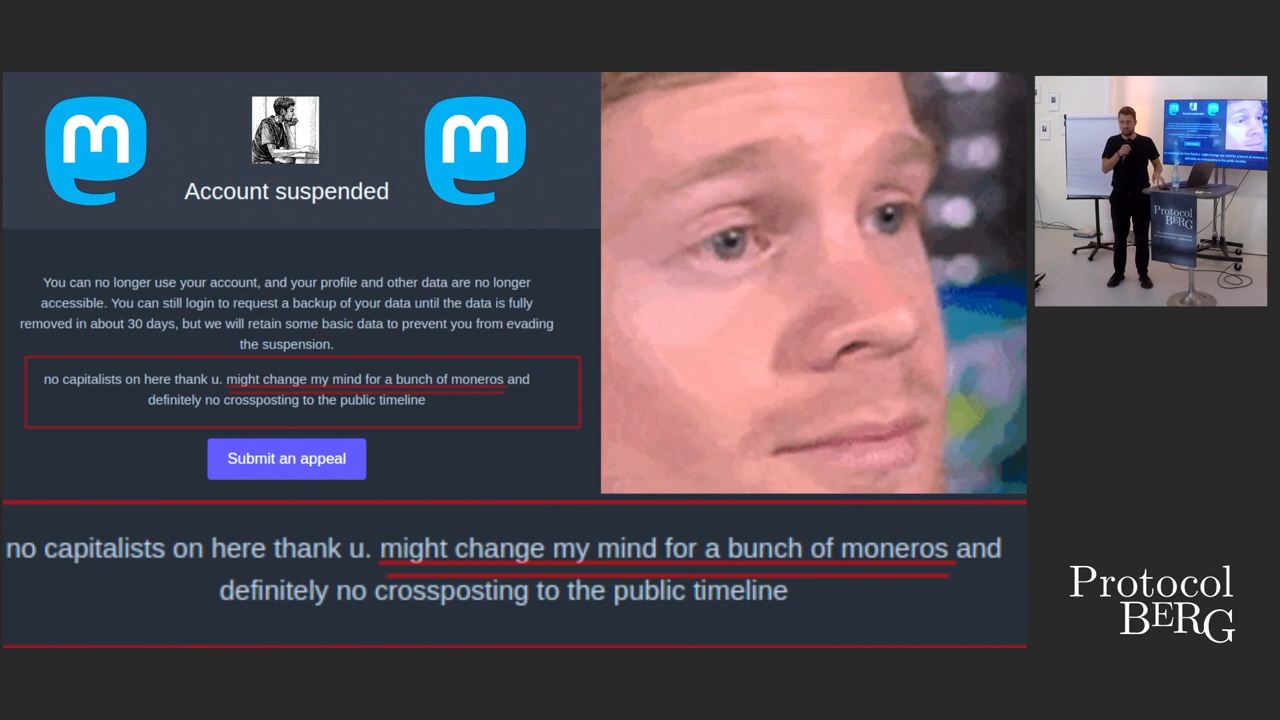 Account suspended
You can no longer use your account, and your profile and other data are no longer
accessible. You can still login to request a backup of your data until the data is fully
removed in about 30 days, but we will retain some basic data to prevent you from evading
the suspension.
no capitalists on here thank u. might change my mind for a bunch of moneros and
definitely no crossposting to the public timeline
Submit an appeal
no capitalists on here thank u. might change my mind for a bunch of moneros and
definitely no crossposting to the public timeline
Protocol
BERG
Protocol
BERG